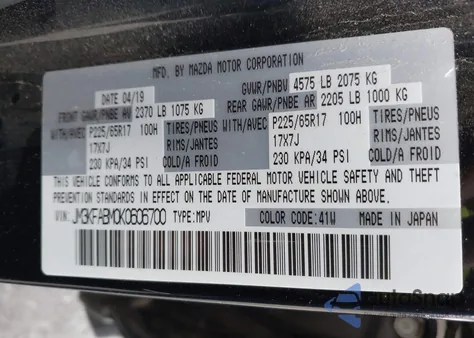 MFD. BY MAZDA MOTOR CORPORATION
DATE 04/19 GVWR/PNBV 4575 LB 2075 KG
FRONT GAWR/PNBE AV 2370 LB 1075 KG REAR GAWR/PNBE AR 2205 LB 1000 KG
WITH/AVEC P225/65R17 100H TIRES/PNEUS WITH/AVEC P225/65R17 100H TIRES/PNEUS
17X7J RIMS/JANTES 17X7J RIMS/JANTES
230 KPA/34 PSI COLD/A FROID 230 KPA/34 PSI COLD/A FROID
THIS VEHICLE CONFORMS TO ALL APPLICABLE FEDERAL MOTOR VEHICLE SAFETY AND THEFT
PREVENTION STANDARDS IN EFFECT ON THE DATE OF MANUFACTURE SHOWN ABOVE.
VIN: JM3KFABM0K0606700 TYPE:MPV COLOR CODE:41W MADE IN JAPAN
autoSnap